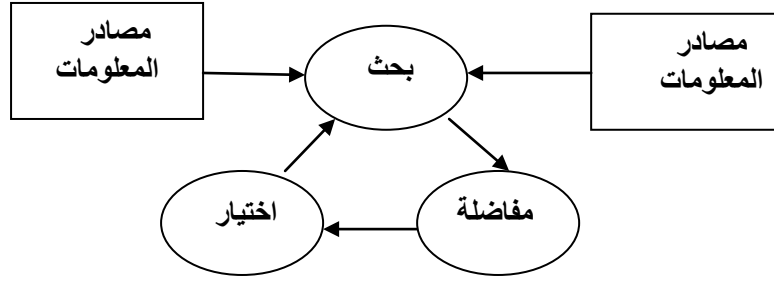 مصادر
المعلومات
بحث
مصادر
المعلومات
مفاضلة
اختيار